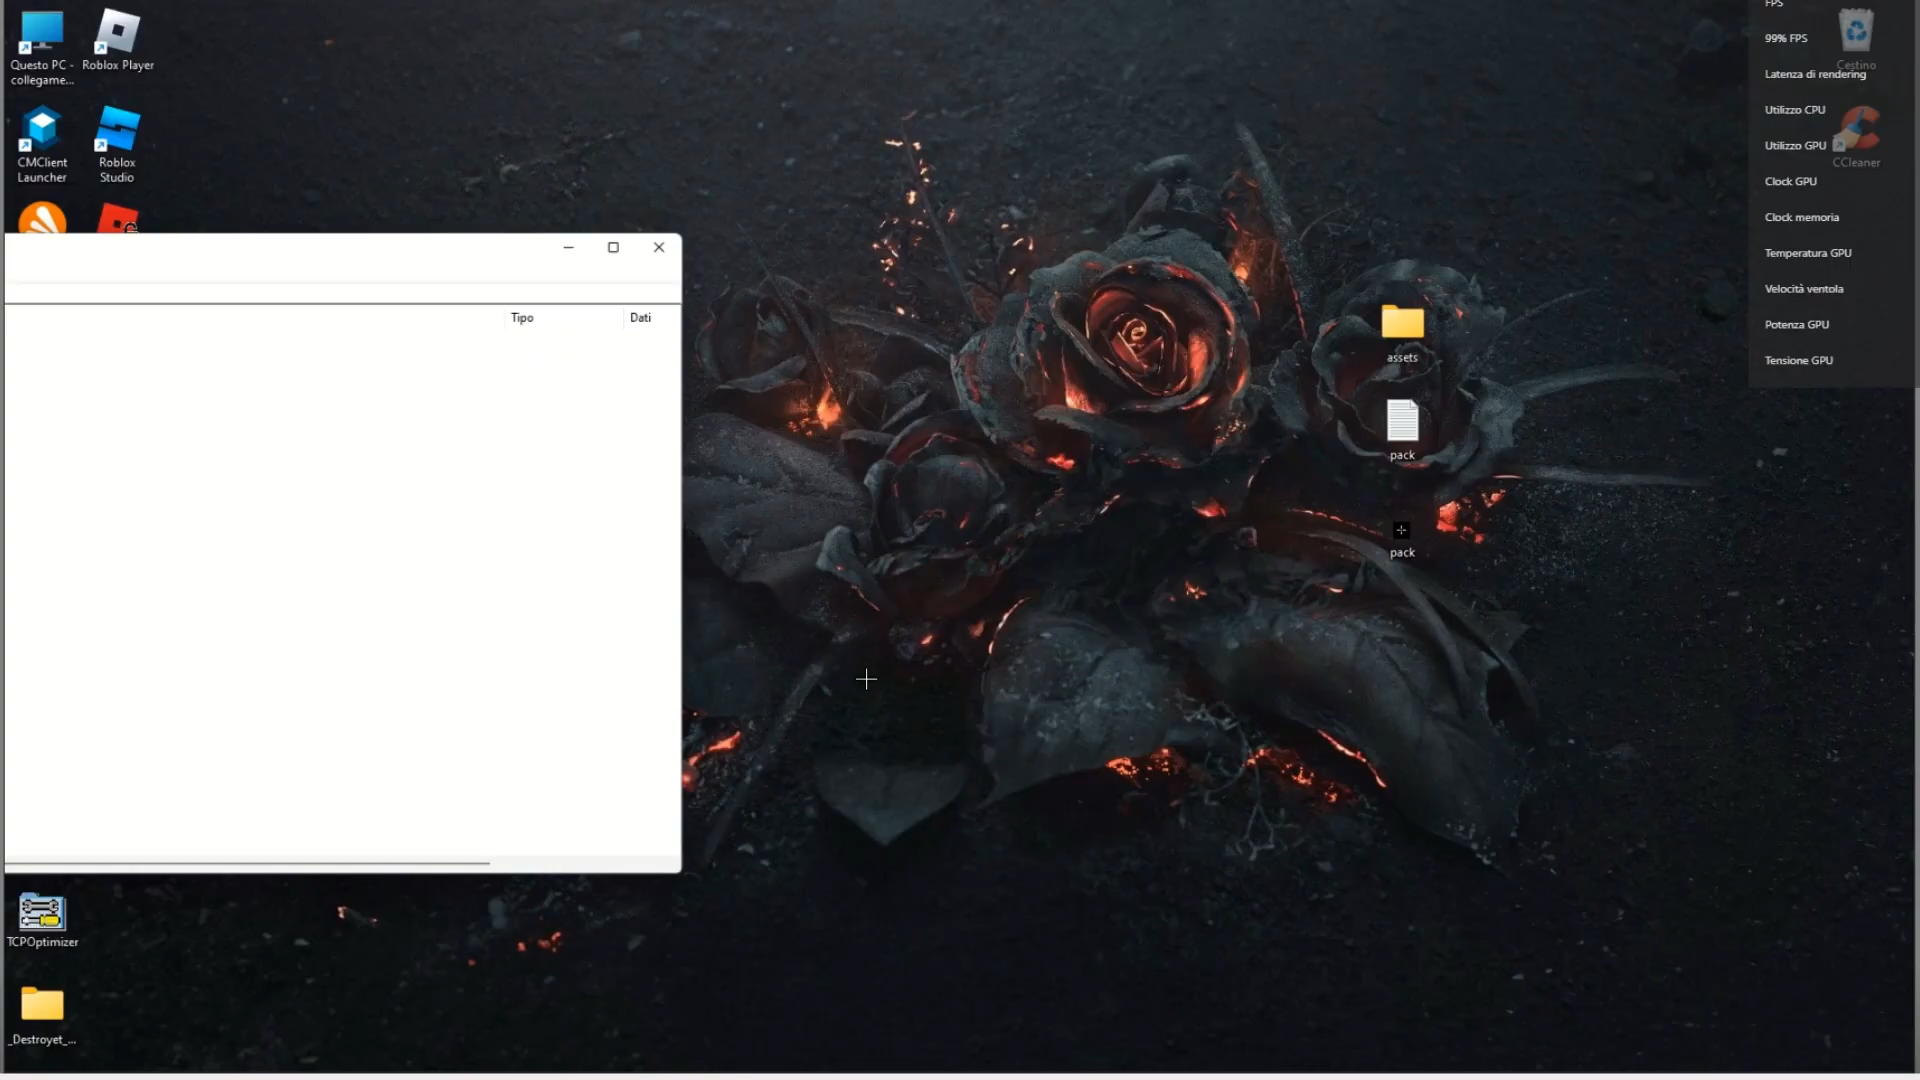 Questo PC -
collegame...
Roblox Player
CMClient
Launcher
Roblox
Studio
Tipo
Dati
TCPOptimizer
_Destroyet_...
assets
pack
pack
FPS
99% FPS
Latenza di rendering
Utilizzo CPU
Utilizzo GPU
Clock GPU
Clock memoria
Temperatura GPU
Velocità ventola
Potenza GPU
Tensione GPU
Cestino
CCleaner